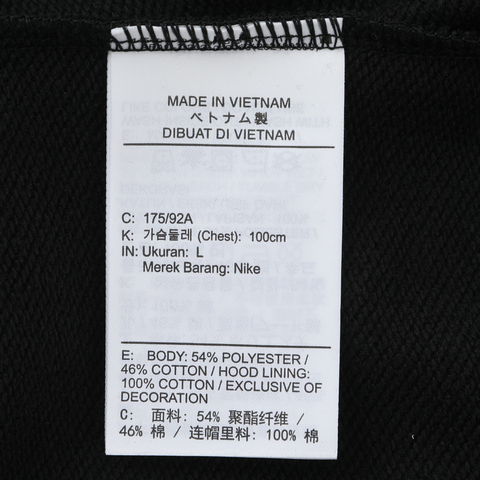 MADE IN VIETNAM
ベトナム製
DIBUAT DI VIETNAM
C: 175/92A
K: 가슴둘레 (Chest): 100cm
IN: Ukuran: L
Merek Barang: Nike
E: BODY: 54% POLYESTER /
46% COTTON / HOOD LINING:
100% COTTON / EXCLUSIVE OF
DECORATION
C: 面料: 54% 聚酯纤维 /
46% 棉 / 连帽里料: 100% 棉